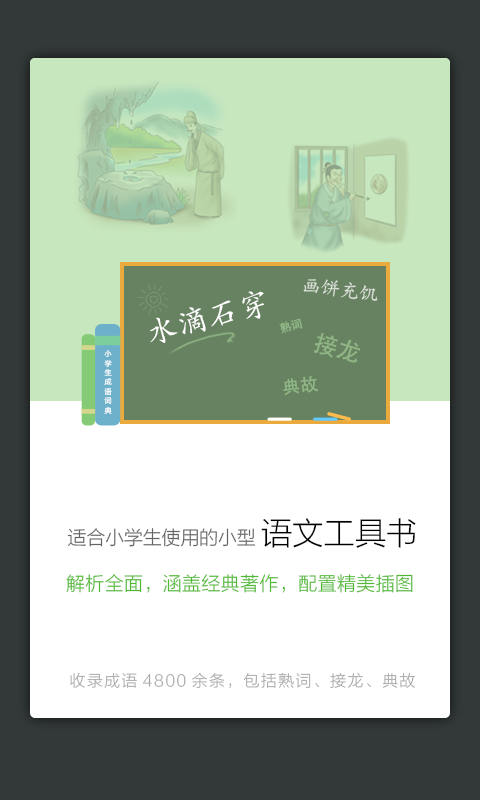 画饼充饥
水滴石穿
熟词
接龙
典故
小学生成语词典
适合小学生使用的小型 语文工具书
解析全面，涵盖经典著作，配置精美插图
收录成语 4800 余条，包括熟词、接龙、典故